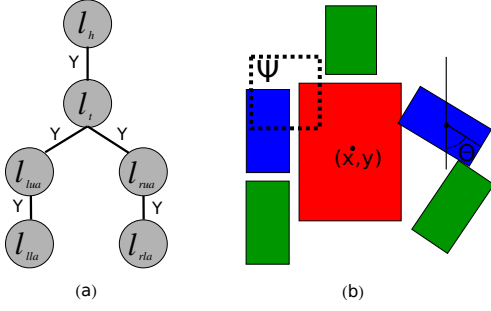 l_h
Y
l_t
Y Y
l_lua l_rua
Y Y
l_lla l_rla
(a)
Ψ
(x,y)
Θ
(b)